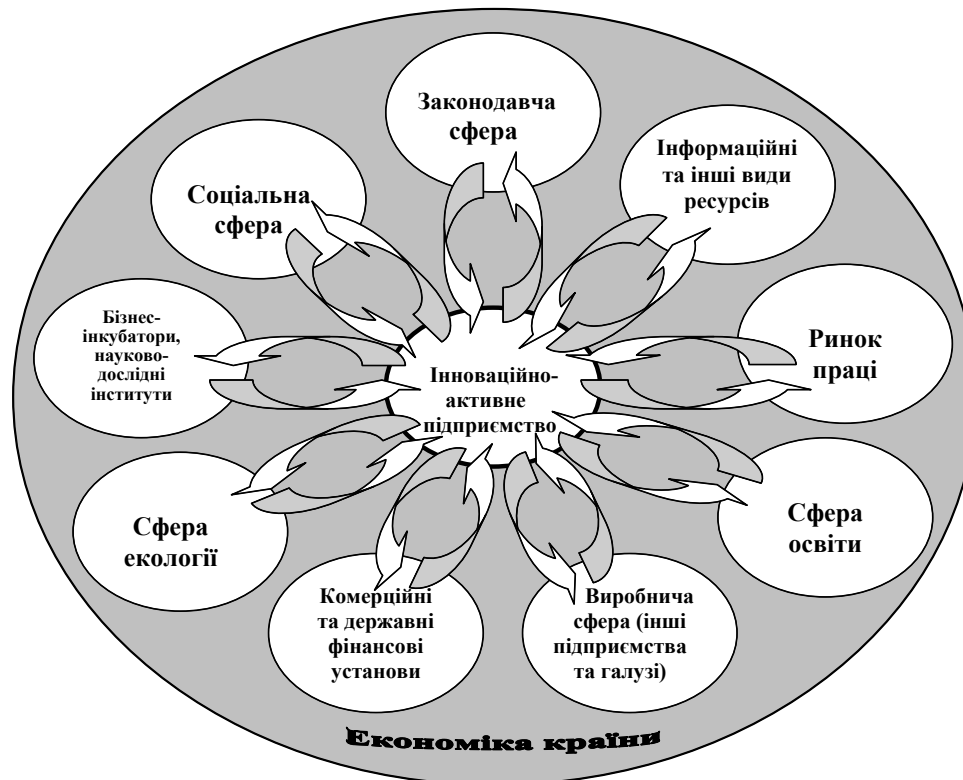 Законодавча
сфера
Інформаційні
та інші види
ресурсів
Ринок
праці
Сфера
освіти
Виробнича
сфера (інші
підприємства
та галузі)
Комерційні
та державні
фінансові
установи
Сфера
екології
Бізнес-
інкубатори,
науково-
дослідні
інститути
Соціальна
сфера
Інноваційно-
активне
підприємство
Економіка країни